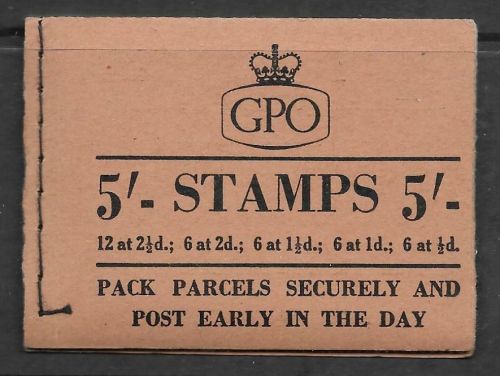 GPO
5/- STAMPS 5/-
12 at 2½d.; 6 at 2d.; 6 at 1½d.; 6 at 1d.; 6 at ½d.
PACK PARCELS SECURELY AND
POST EARLY IN THE DAY